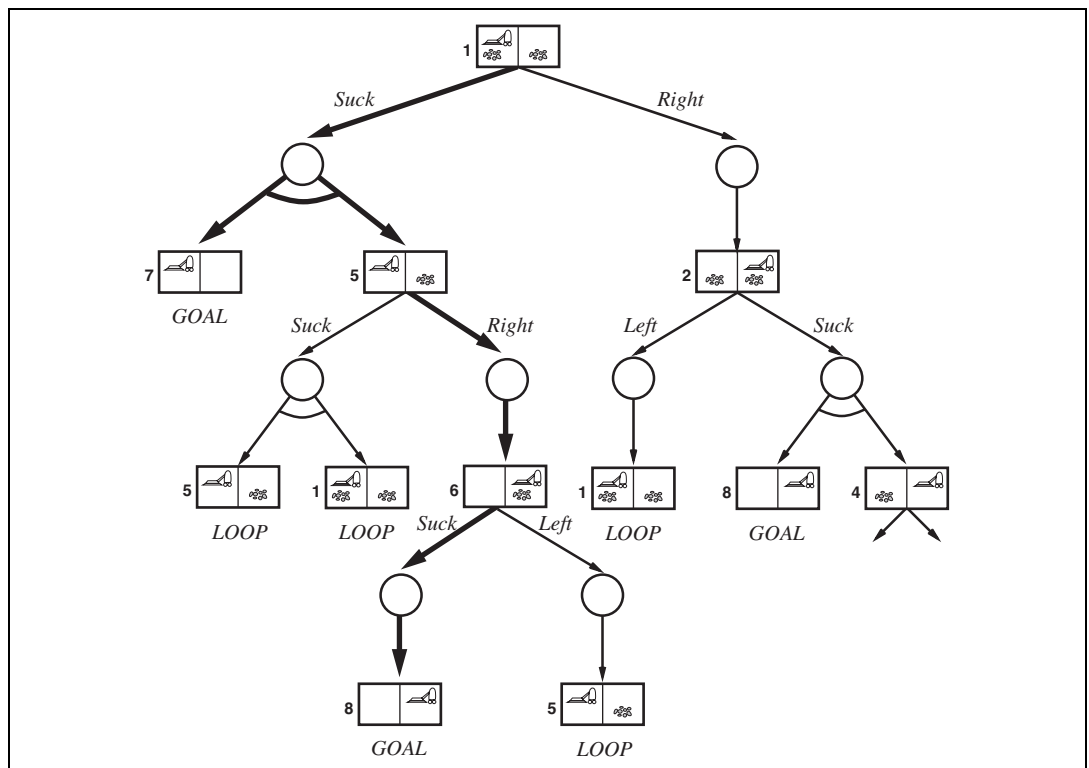 1
Suck Right
7 5 2
GOAL
Suck Right Left Suck
5 1 6 1 8 4
LOOP LOOP LOOP GOAL
Suck Left
8 5
GOAL LOOP